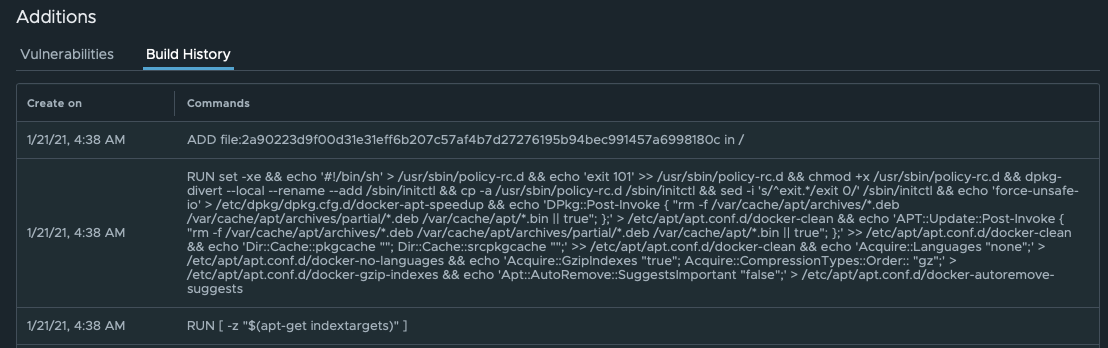 Additions
Vulnerabilities
Build History
Create on
Commands
1/21/21, 4:38 AM
ADD file:2a90223d9f00d31e31eff6b207c57af4b7d27276195b94bec991457a6998180c in /
1/21/21, 4:38 AM
RUN set -xe && echo '#!/bin/sh' > /usr/sbin/policy-rc.d && echo 'exit 101' >> /usr/sbin/policy-rc.d && chmod +x /usr/sbin/policy-rc.d && dpkg-
divert --local --rename --add /sbin/initctl && cp -a /usr/sbin/policy-rc.d /sbin/initctl && sed -i 's/^exit.*/exit 0/' /sbin/initctl && echo 'force-unsafe-
io' > /etc/dpkg/dpkg.cfg.d/docker-apt-speedup && echo 'DPkg::Post-Invoke { "rm -f /var/cache/apt/archives/*.deb
/var/cache/apt/archives/partial/*.deb /var/cache/apt/*.bin || true"; };' > /etc/apt/apt.conf.d/docker-clean && echo 'APT::Update::Post-Invoke {
"rm -f /var/cache/apt/archives/*.deb /var/cache/apt/archives/partial/*.deb /var/cache/apt/*.bin || true"; };' >> /etc/apt/apt.conf.d/docker-clean
&& echo 'Dir::Cache::pkgcache ""; Dir::Cache::srcpkgcache "";' >> /etc/apt/apt.conf.d/docker-clean && echo 'Acquire::Languages "none";' >
/etc/apt/apt.conf.d/docker-no-languages && echo 'Acquire::GzipIndexes "true"; Acquire::CompressionTypes::Order:: "gz";' >
/etc/apt/apt.conf.d/docker-gzip-indexes && echo 'Apt::AutoRemove::SuggestsImportant "false";' > /etc/apt/apt.conf.d/docker-autoremove-
suggests
1/21/21, 4:38 AM
RUN [ -z "$(apt-get indextargets)" ]